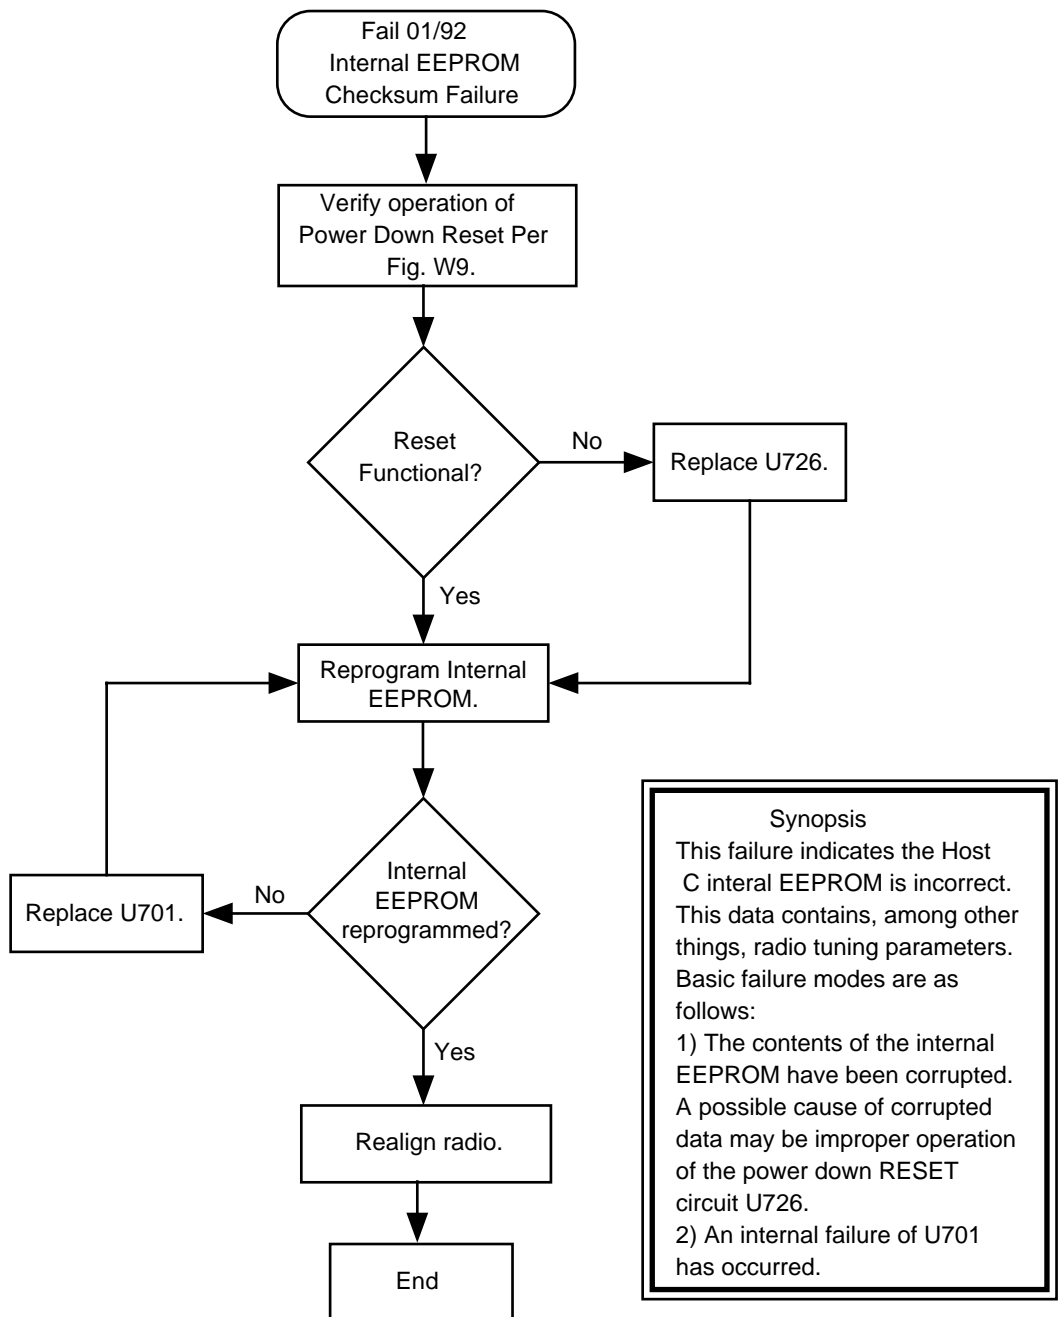 Fail 01/92
Internal EEPROM
Checksum Failure
Verify operation of
Power Down Reset Per
Fig. W9.
Reset
Functional?
No
Replace U726.
Yes
Reprogram Internal
EEPROM.
Internal
EEPROM
reprogrammed?
No
Replace U701.
Yes
Realign radio.
End
Synopsis
This failure indicates the Host
C interal EEPROM is incorrect.
This data contains, among other
things, radio tuning parameters.
Basic failure modes are as
follows:
1) The contents of the internal
EEPROM have been corrupted.
A possible cause of corrupted
data may be improper operation
of the power down RESET
circuit U726.
2) An internal failure of U701
has occurred.